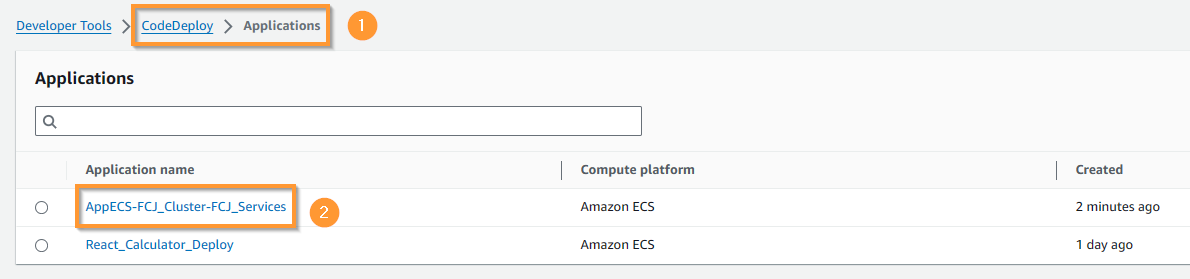 Developer Tools > CodeDeploy > Applications 1
Applications
Application name Compute platform Created
AppECS-FCJ_Cluster-FCJ_Services 2 Amazon ECS 2 minutes ago
React_Calculator_Deploy Amazon ECS 1 day ago